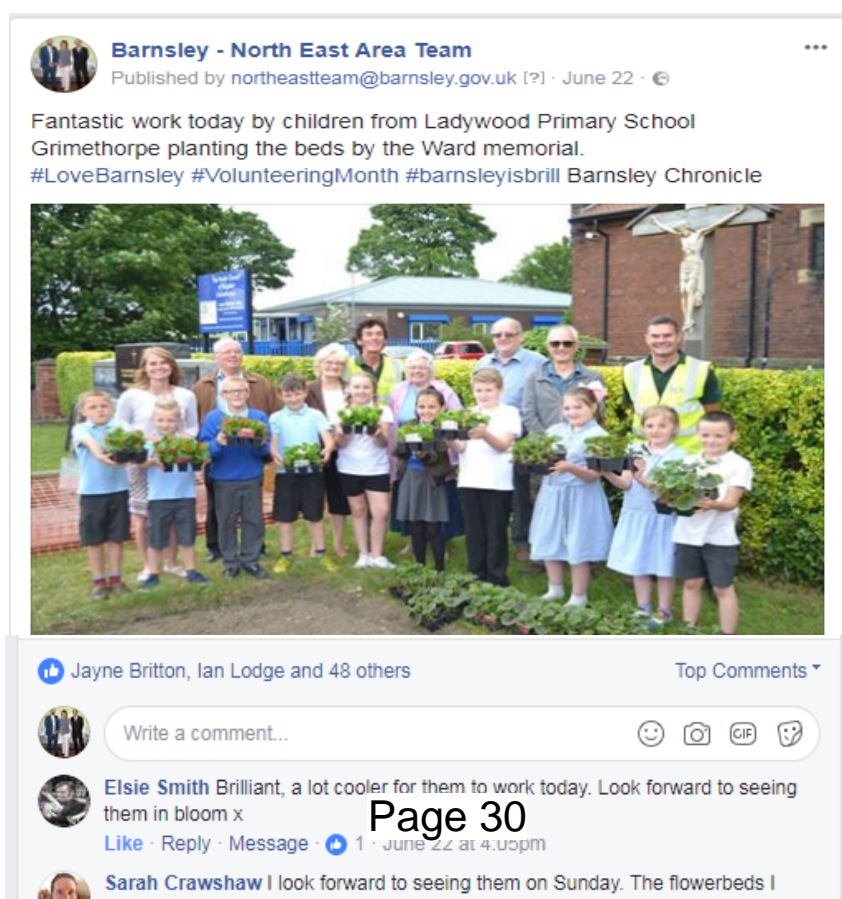 Barnsley - North East Area Team
Published by northeastteam@barnsley.gov.uk [?] · June 22 ·
Fantastic work today by children from Ladywood Primary School
Grimethorpe planting the beds by the Ward memorial.
#LoveBarnsley #VolunteeringMonth #barnsleyisbrill Barnsley Chronicle
Jayne Britton, Ian Lodge and 48 others
Top Comments
Write a comment...
GIF
Elsie Smith Brilliant, a lot cooler for them to work today. Look forward to seeing
them in bloom x
Page 30
Like · Reply · Message · 1 · June 22 at 4:05pm
Sarah Crawshaw I look forward to seeing them on Sunday. The flowerbeds I